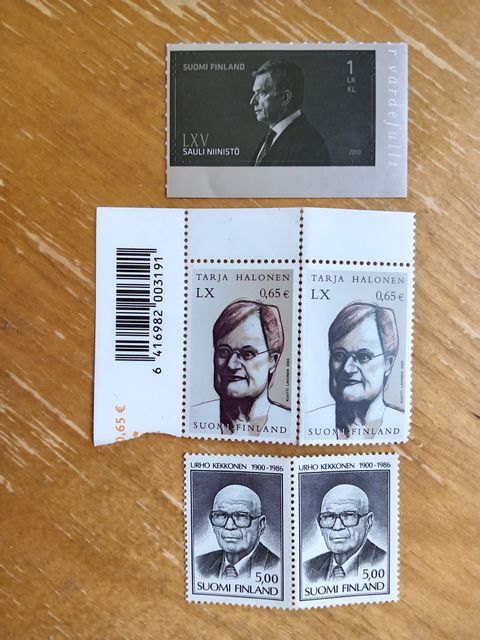 SUOMI FINLAND
1
LK
KL
LXV
SAULI NIINISTÖ
2013
rvärdefullt
6 416982 003191
0,65 €
TARJA HALONEN
LX 0,65 €
SUOMI FINLAND
TARJA HALONEN
LX 0,65 €
SUOMI FINLAND
URHO KEKKONEN 1900-1986
5,00
SUOMI FINLAND
URHO KEKKONEN 1900-1986
5,00
SUOMI FINLAND